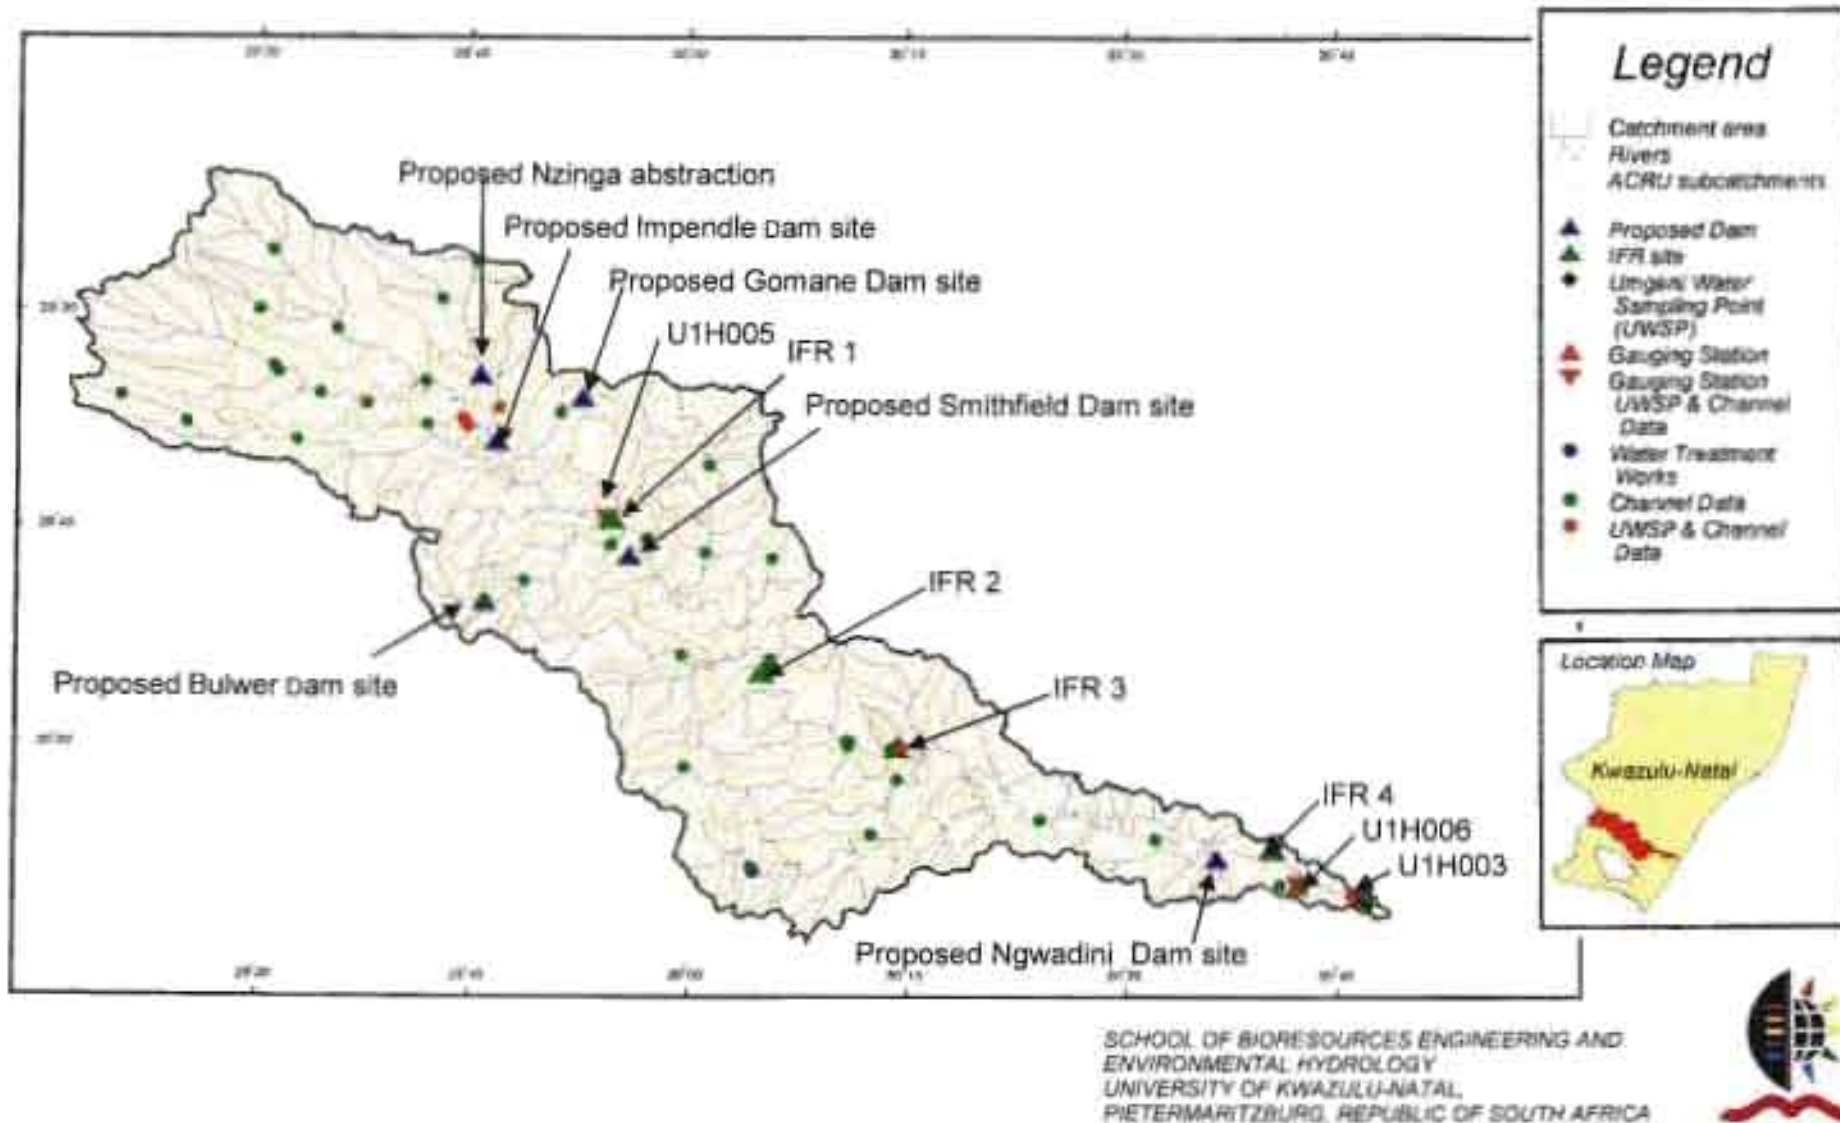 Proposed Nzinga abstraction
Proposed Impendle Dam site
Proposed Gomane Dam site
U1H005
IFR 1
Proposed Smithfield Dam site
IFR 2
Proposed Bulwer Dam site
IFR 3
IFR 4
U1H006
U1H003
Proposed Ngwadini Dam site
Legend
Catchment area
Rivers
ACRU subcatchments
Proposed Dam
IFR site
Umgeni Water
Sampling Point
(UWSP)
Gauging Station
Gauging Station
UWSP & Channel
Data
Water Treatment
Works
Channel Data
UWSP & Channel
Data
Location Map
Kwazulu-Natal
SCHOOL OF BIORESOURCES ENGINEERING AND
ENVIRONMENTAL HYDROLOGY
UNIVERSITY OF KWAZULU-NATAL,
PIETERMARITZBURG, REPUBLIC OF SOUTH AFRICA